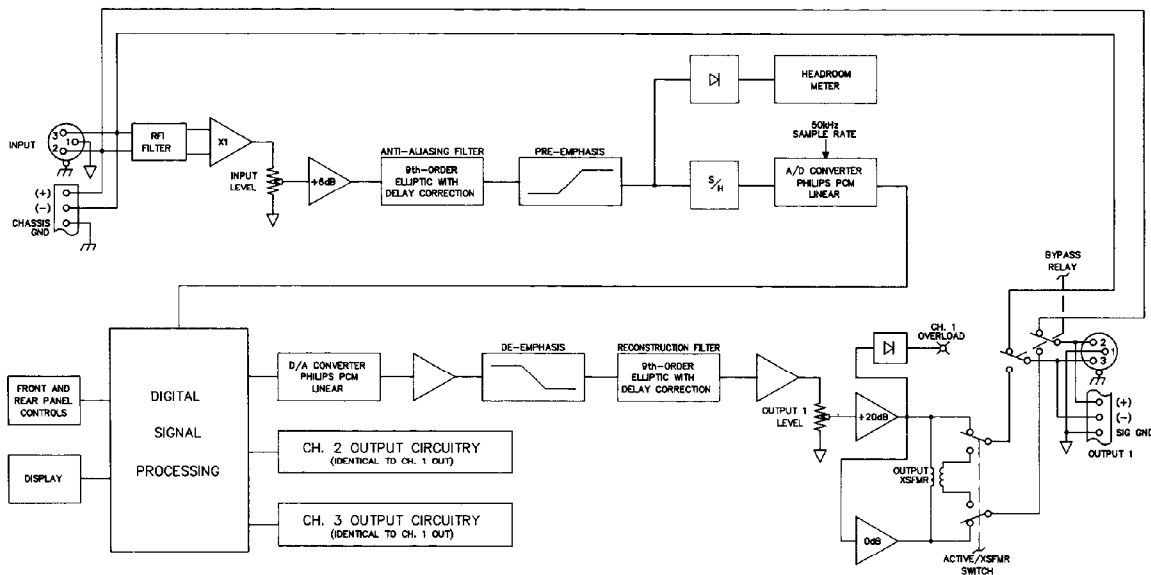 INPUT
3
1
2
(+)
(-)
CHASSIS
GND
RFI
FILTER
X1
INPUT
LEVEL
+6dB
ANTI-ALIASING FILTER
9th-ORDER
ELLIPTIC WITH
DELAY CORRECTION
PRE-EMPHASIS
HEADROOM
METER
50kHz
SAMPLE RATE
S/H
A/D CONVERTER
PHILIPS PCM
LINEAR
FRONT AND
REAR PANEL
CONTROLS
DISPLAY
DIGITAL
SIGNAL
PROCESSING
D/A CONVERTER
PHILIPS PCM
LINEAR
DE-EMPHASIS
RECONSTRUCTION FILTER
9th-ORDER
ELLIPTIC WITH
DELAY CORRECTION
CH. 2 OUTPUT CIRCUITRY
(IDENTICAL TO CH. 1 OUT)
CH. 3 OUTPUT CIRCUITRY
(IDENTICAL TO CH. 1 OUT)
OUTPUT 1
LEVEL
+20dB
0dB
CH. 1
OVERLOAD
OUTPUT
XSFMR
ACTIVE/XSFMR
SWITCH
BYPASS
RELAY
2
1
3
(+)
(-)
SIG GND
OUTPUT 1